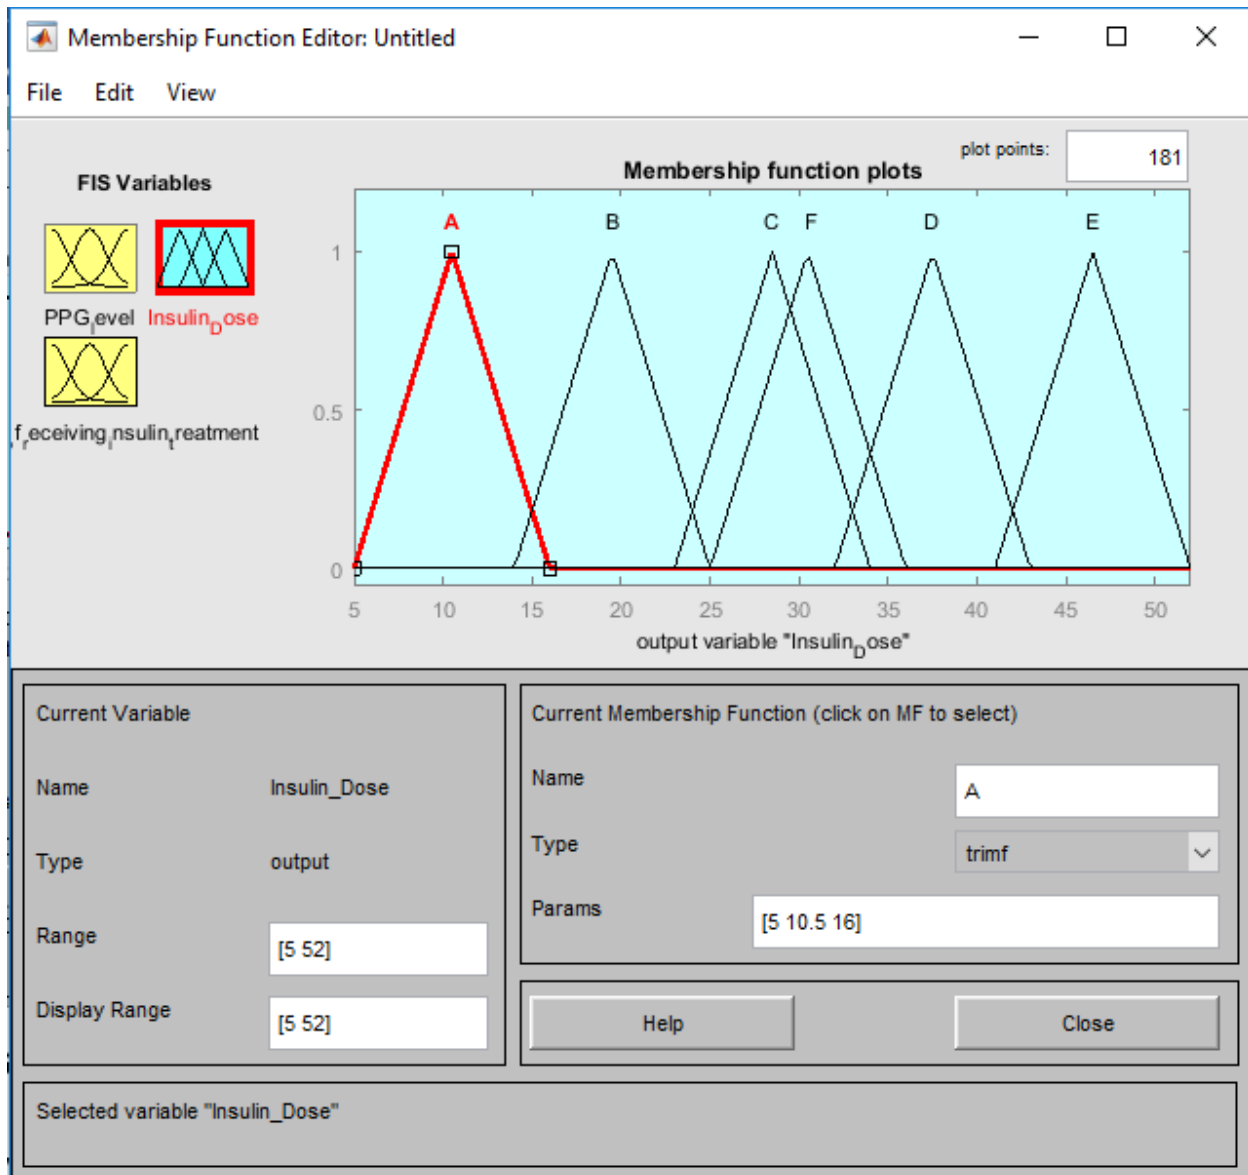 Membership Function Editor: Untitled
File Edit View
FIS Variables
PPG_level Insulin_Dose
f_receiving_insulin_treatment
plot points: 181
Membership function plots
A B C F D E
1
0.5
0
5 10 15 20 25 30 35 40 45 50
output variable "Insulin_Dose"
Current Variable
Name Insulin_Dose
Type output
Range [5 52]
Display Range [5 52]
Current Membership Function (click on MF to select)
Name A
Type trimf
Params [5 10.5 16]
Help Close
Selected variable "Insulin_Dose"